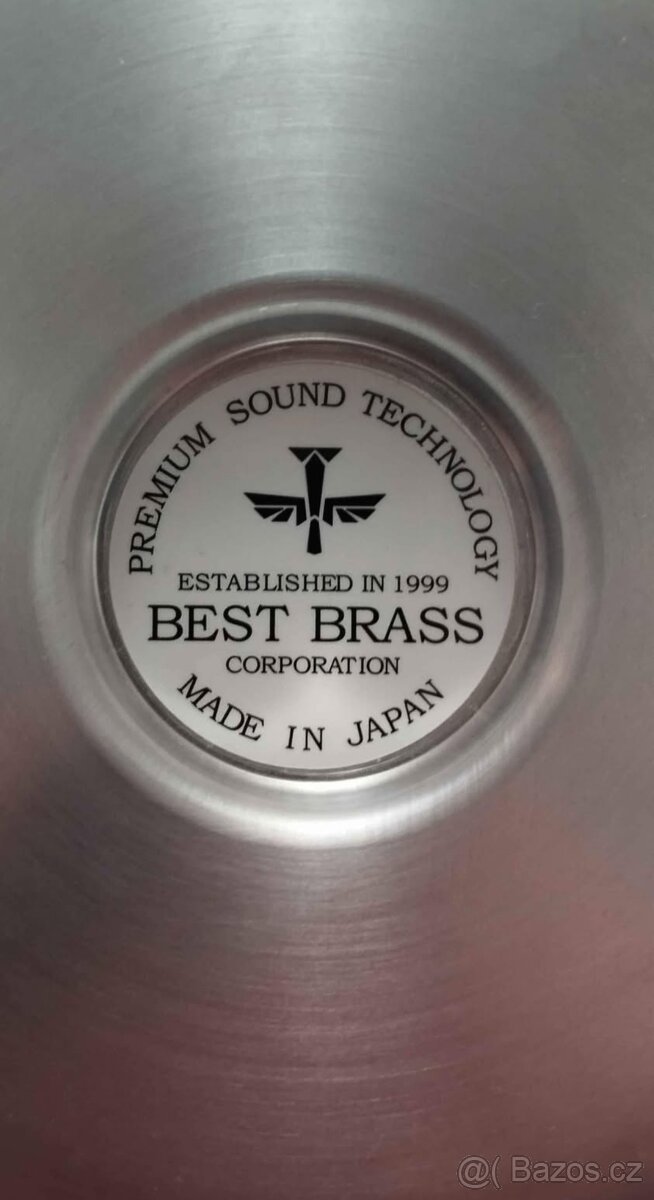 PREMIUM SOUND TECHNOLOGY
ESTABLISHED IN 1999
BEST BRASS
CORPORATION
MADE IN JAPAN
@( Bazos.cz